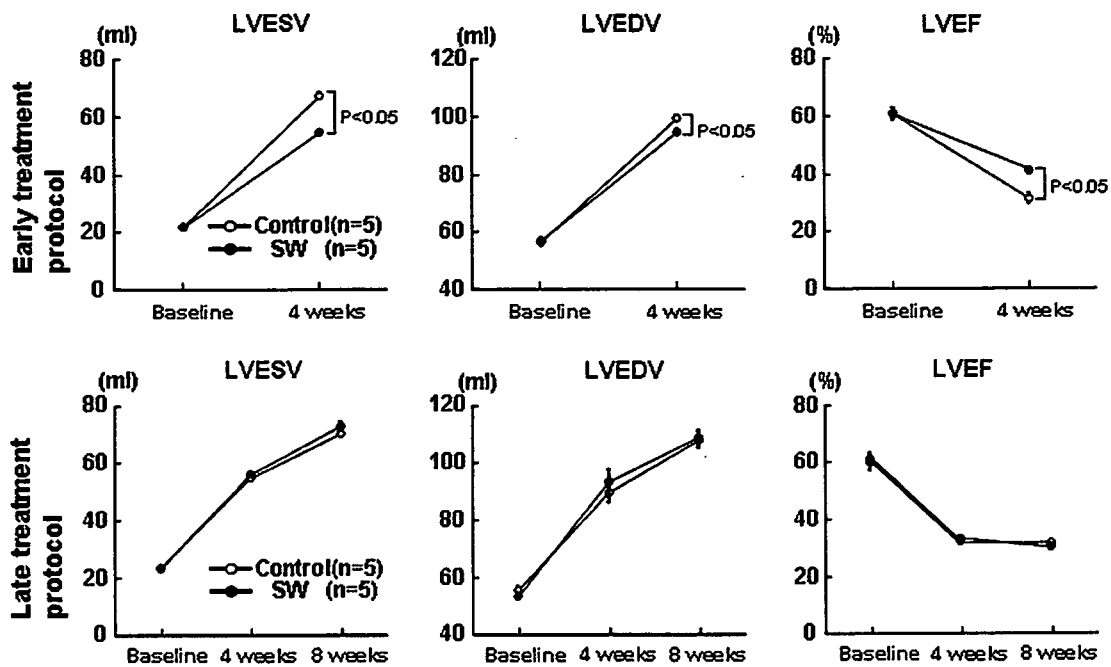 Early treatment
protocol
LVESV
(ml)
80
60
40
20
0
P<0.05
Control(n=5)
SW (n=5)
Baseline 4 weeks
LVEDV
(ml)
120
100
80
60
40
P<0.05
Baseline 4 weeks
LVEF
(%)
80
60
40
20
0
P<0.05
Baseline 4 weeks
Late treatment
protocol
LVESV
(ml)
80
60
40
20
0
Control(n=5)
SW (n=5)
Baseline 4 weeks 8 weeks
LVEDV
(ml)
120
100
80
60
40
Baseline 4 weeks 8 weeks
LVEF
(%)
80
60
40
20
0
Baseline 4 weeks 8 weeks